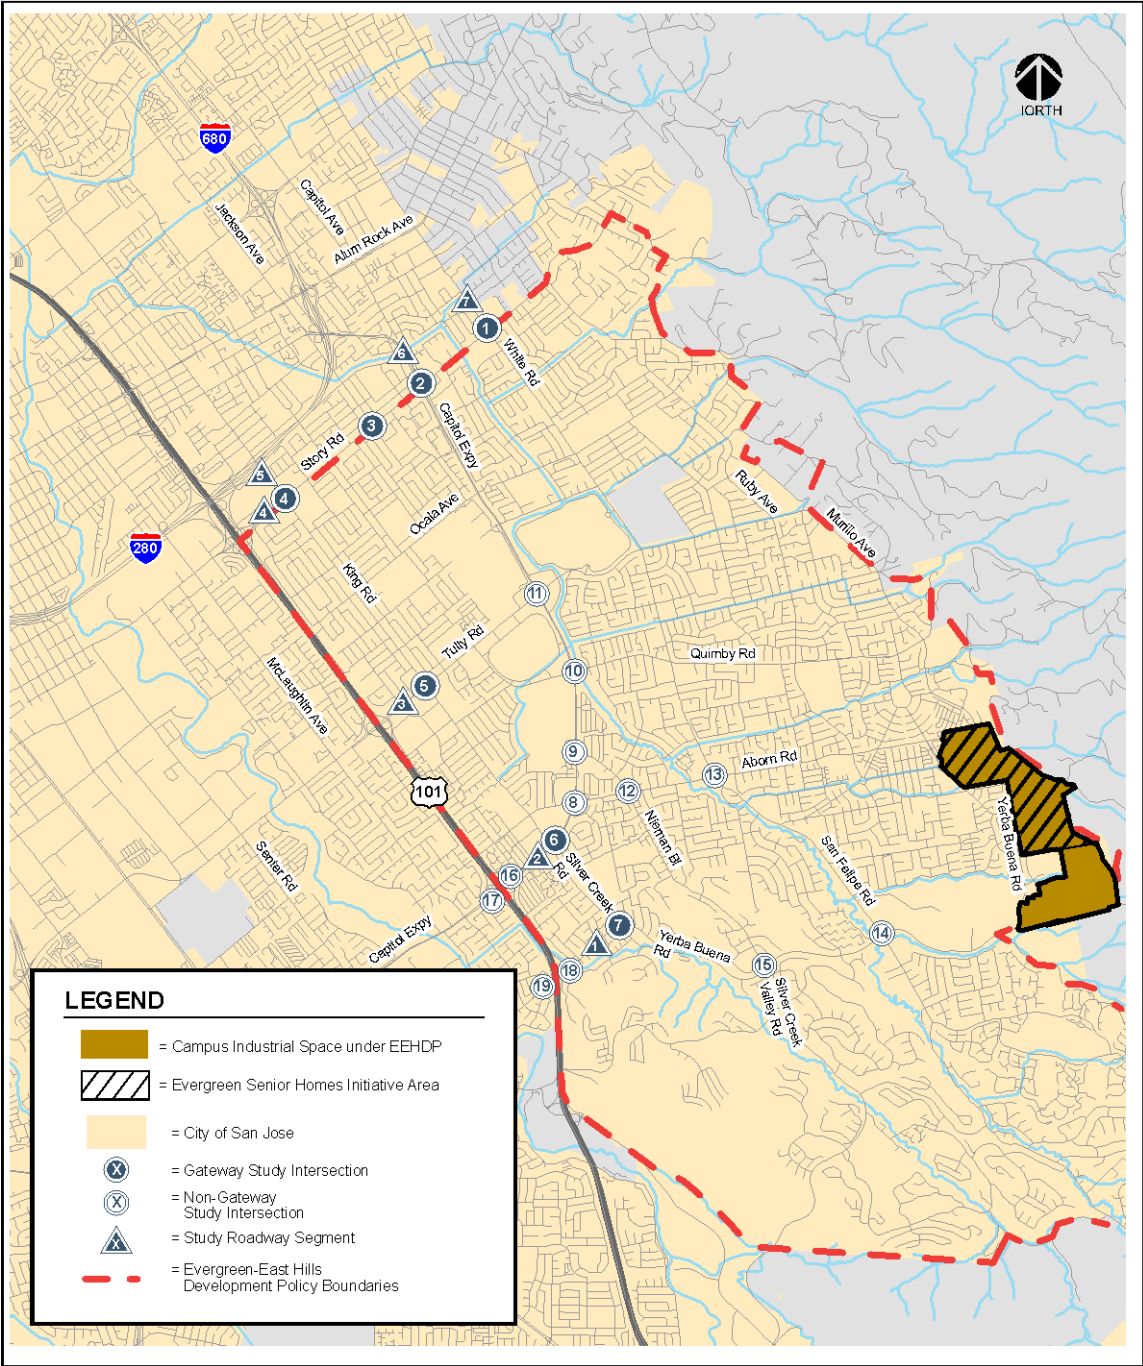 IORTH
680
Capitol Ave
Jackson Ave
Alum Rock Ave
7
1
White Rd
6
2
Capitol Expy
3
Story Rd
5
4
4
Ocala Ave
Ruby Ave
Murillo Ave
280
King Rd
11
Tully Rd
Quimby Rd
McLaughlin Ave
10
5
3
9
Aborn Rd
13
101
8
12
Nieman Bl
Yerba Buena Rd
6
2
Silver Creek
Rd
San Felipe Rd
Senter Rd
16
17
7
1
14
Capitol Expy
Yerba Buena
Rd
15
18
19
Silver Creek
Valley Rd
LEGEND
= Campus Industrial Space under EEHDP
= Evergreen Senior Homes Initiative Area
= City of San Jose
X
= Gateway Study Intersection
X
= Non-Gateway
Study Intersection
X
= Study Roadway Segment
= Evergreen-East Hills
Development Policy Boundaries